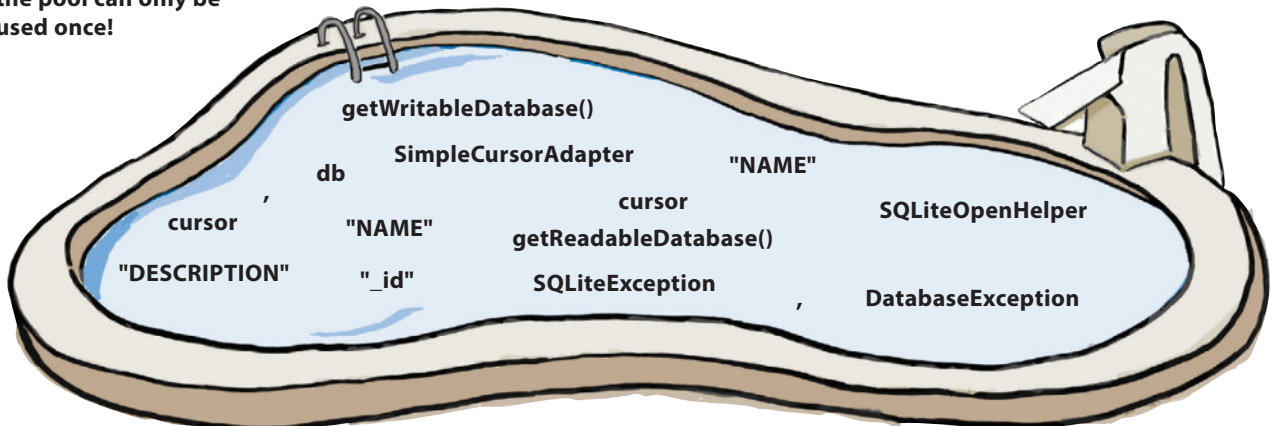 the pool can only be
used once!
getWritableDatabase()
SimpleCursorAdapter
"NAME"
db
,
cursor
SQLiteOpenHelper
cursor
"NAME"
getReadableDatabase()
"DESCRIPTION"
"_id"
SQLiteException
,
DatabaseException